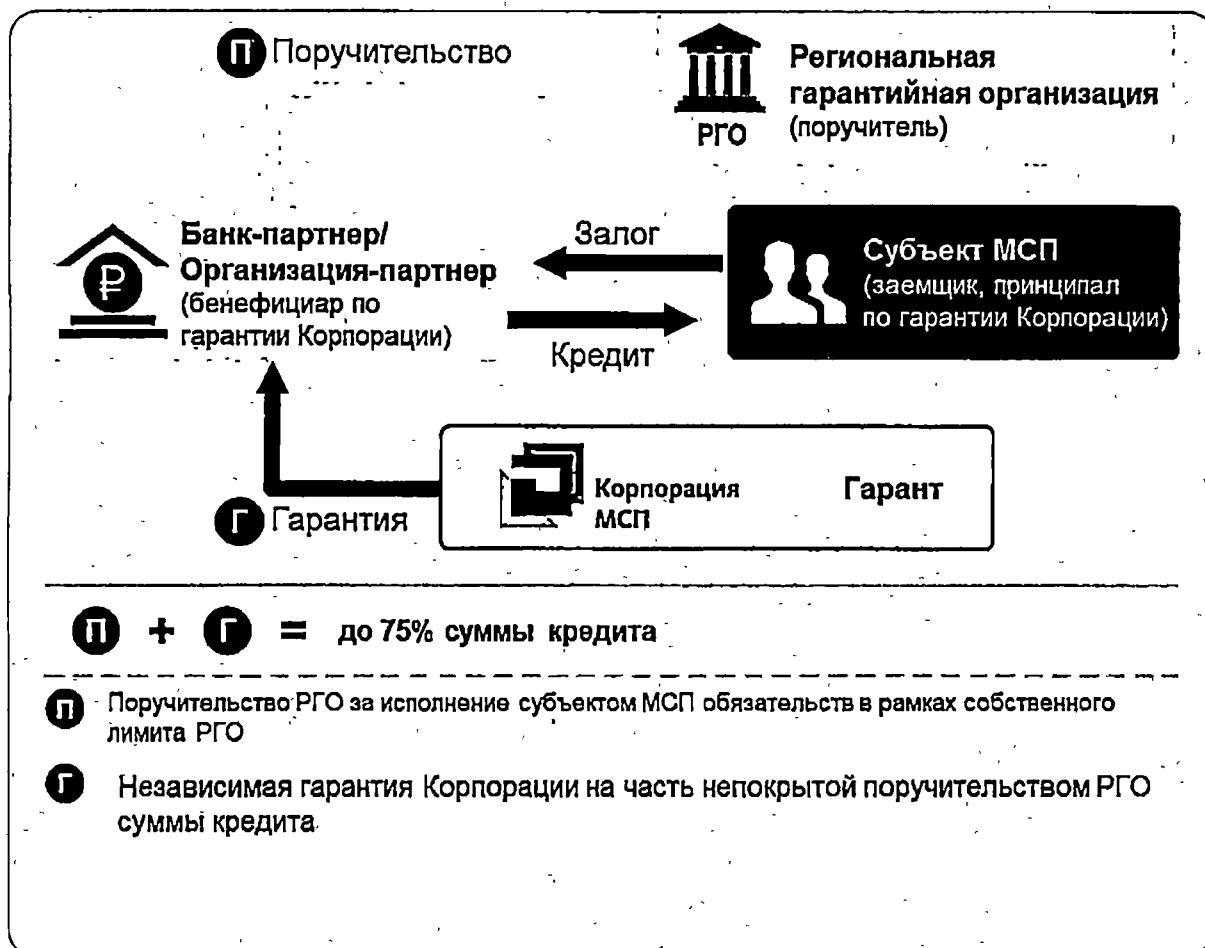 П Поручительство
Региональная
гарантийная организация
(поручитель)
РГО
Банк-партнер/
Организация-партнер
(бенефициар по
гарантии Корпорации)
₽
Залог
Кредит
Субъект МСП
(заемщик, принципал
по гарантии Корпорации)
Г Гарантия
Корпорация
МСП
Гарант
П + Г = до 75% суммы кредита
П Поручительство РГО за исполнение субъектом МСП обязательств в рамках собственного
лимита РГО
Г Независимая гарантия Корпорации на часть непокрытой поручительством РГО
суммы кредита